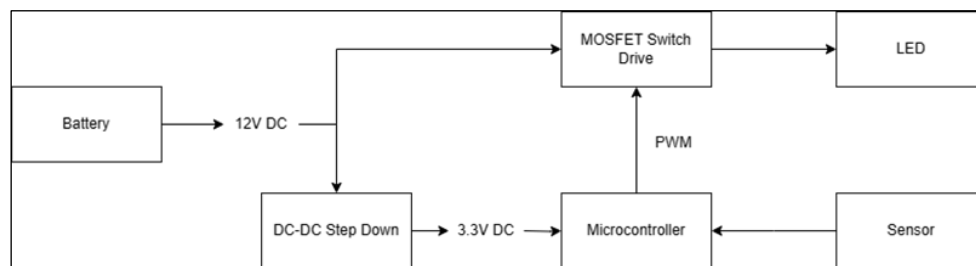 MOSFET Switch
Drive
LED
Battery
12V DC
PWM
DC-DC Step Down
3.3V DC
Microcontroller
Sensor